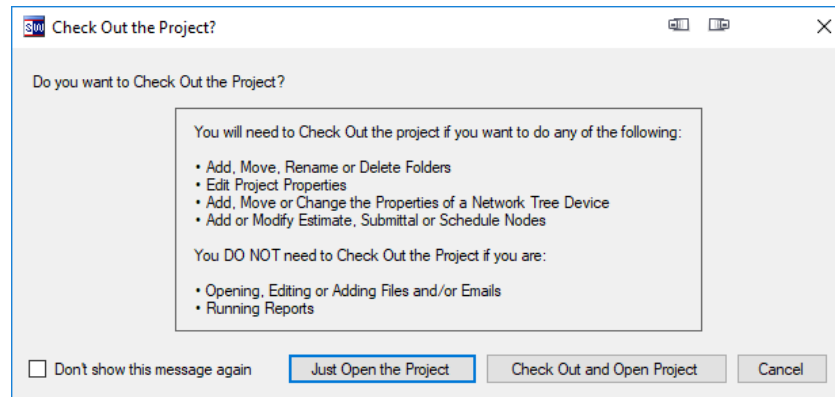 SW Check Out the Project?
Do you want to Check Out the Project?
You will need to Check Out the project if you want to do any of the following:
• Add, Move, Rename or Delete Folders
• Edit Project Properties
• Add, Move or Change the Properties of a Network Tree Device
• Add or Modify Estimate, Submittal or Schedule Nodes
You DO NOT need to Check Out the Project if you are:
• Opening, Editing or Adding Files and/or Emails
• Running Reports
Don't show this message again Just Open the Project Check Out and Open Project Cancel